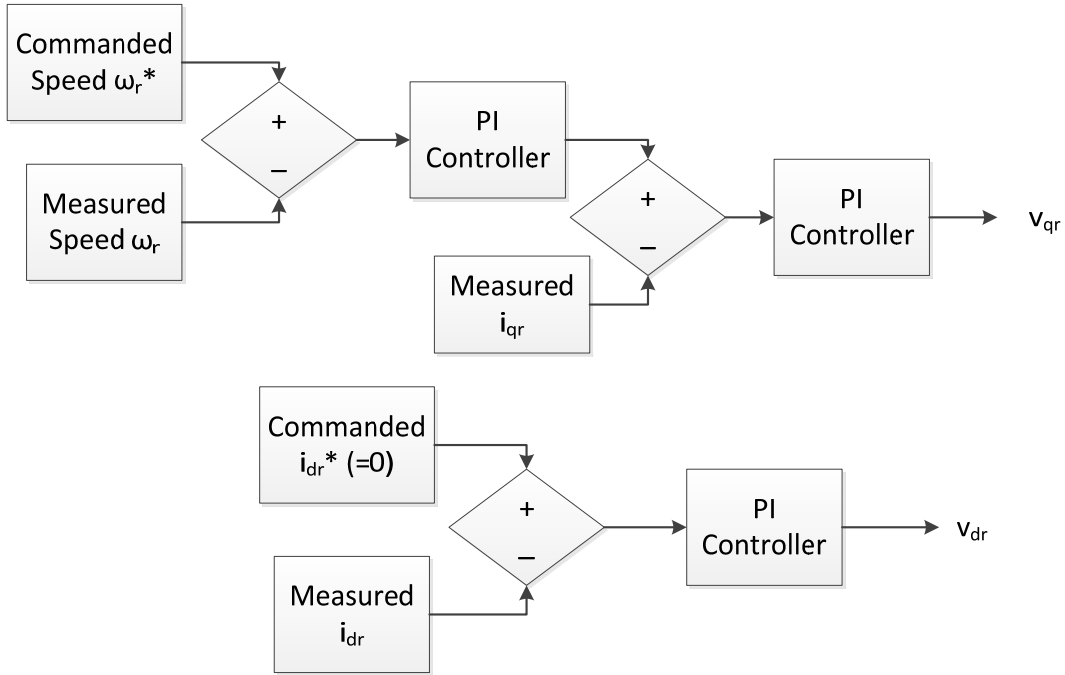 Commanded
Speed ωr*
+
−
Measured
Speed ωr
PI
Controller
+
−
Measured
iqr
PI
Controller
vqr
Commanded
idr* (=0)
+
−
Measured
idr
PI
Controller
vdr